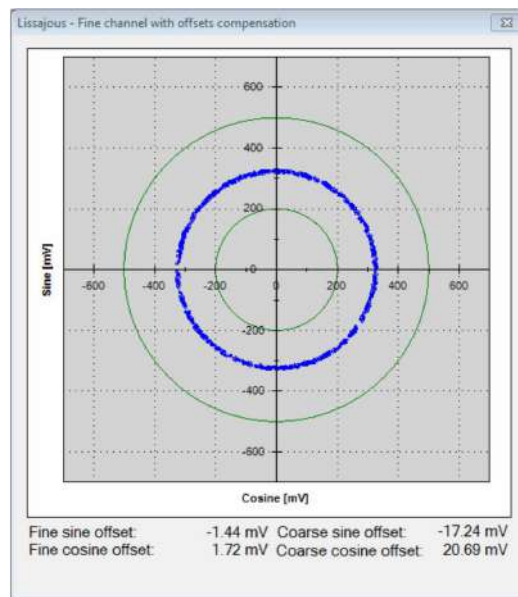 Lissajous - Fine channel with offsets compensation
600
400
200
-600 -400 -200 0 0 200 400 600
-200
-400
-600
Sine [mV]
Cosine [mV]
Fine sine offset: -1.44 mV Coarse sine offset: -17.24 mV
Fine cosine offset: 1.72 mV Coarse cosine offset: 20.69 mV